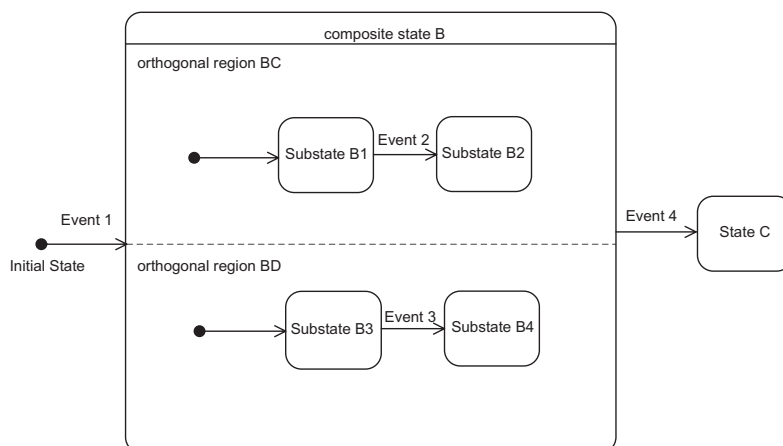 composite state B
orthogonal region BC
Event 2
Substate B1
Substate B2
Event 1
Event 4
State C
Initial State
orthogonal region BD
Event 3
Substate B3
Substate B4